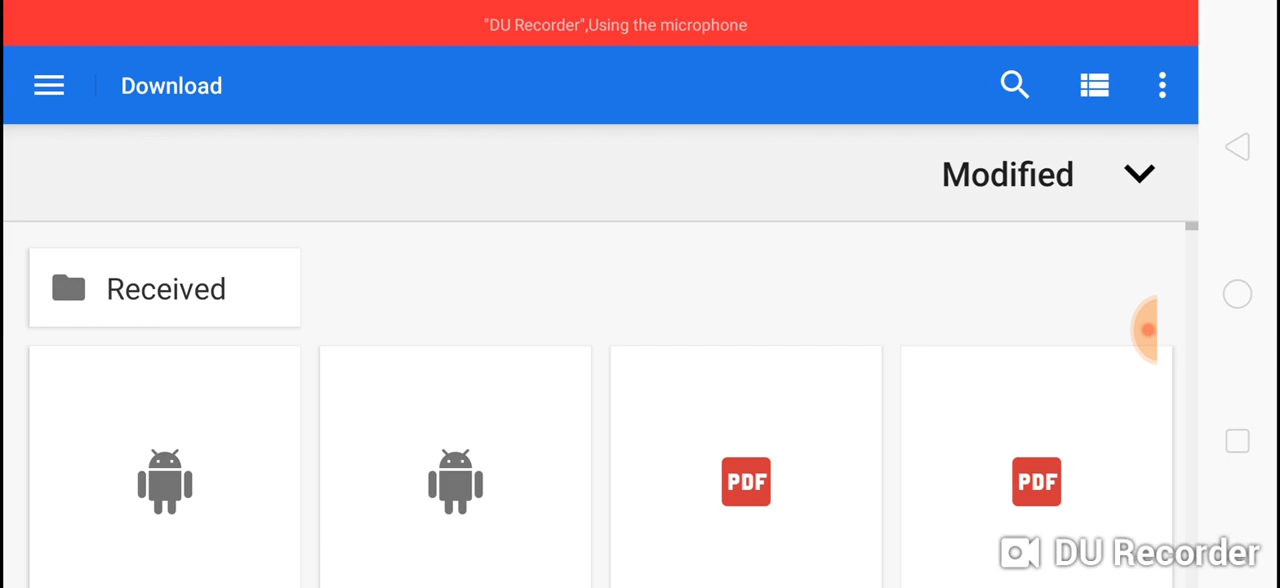 "DU Recorder",Using the microphone
Download
Modified
Received
PDF
PDF
DU Recorder